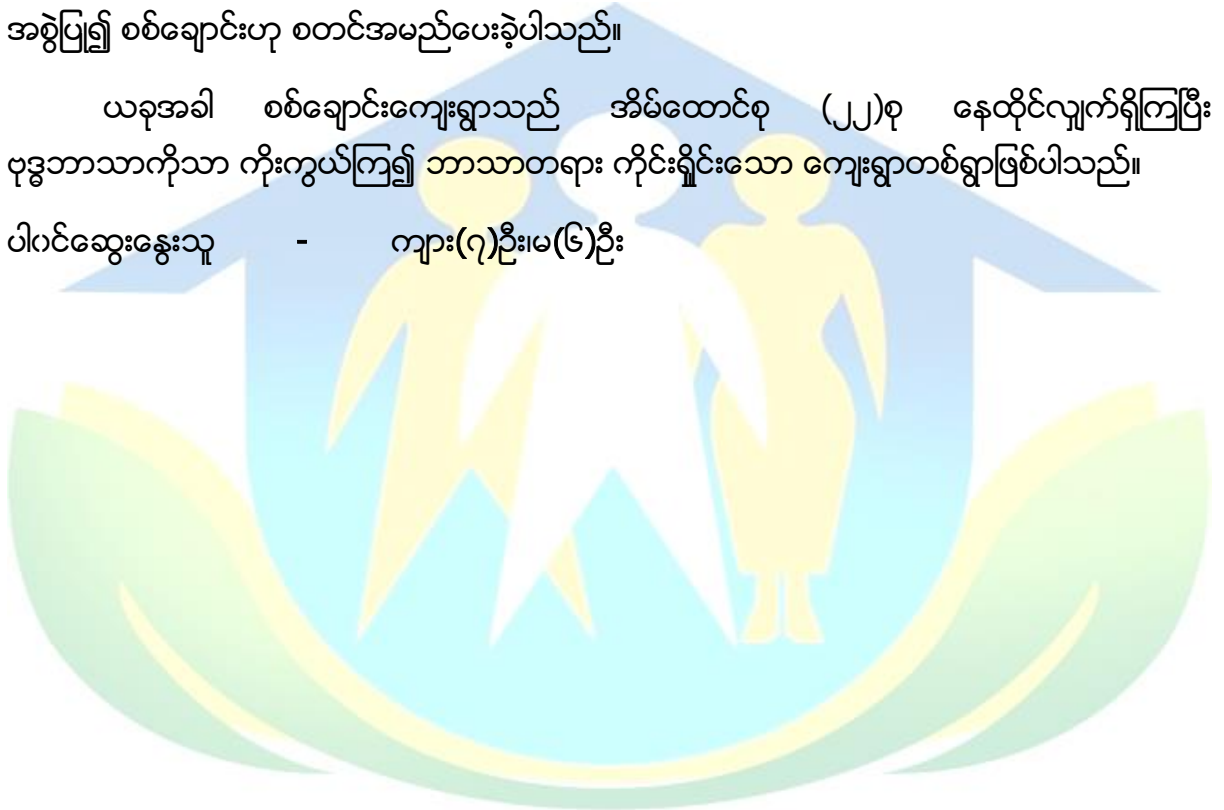 အစွဲပြု၍ စစ်ချောင်းဟု စတင်အမည်ပေးခဲ့ပါသည်။
ယခုအခါ စစ်ချောင်းကျေးရွာသည် အိမ်ထောင်စု (၂၂)စု နေထိုင်လျှက်ရှိကြပြီး
ဗုဒ္ဓဘာသာကိုသာ ကိုးကွယ်ကြ၍ ဘာသာတရား ကိုင်းရှိုင်းသော ကျေးရွာတစ်ရွာဖြစ်ပါသည်။
ပါဝင်ဆွေးနွေးသူ - ကျား(၇)ဦး၊မ(၆)ဦး